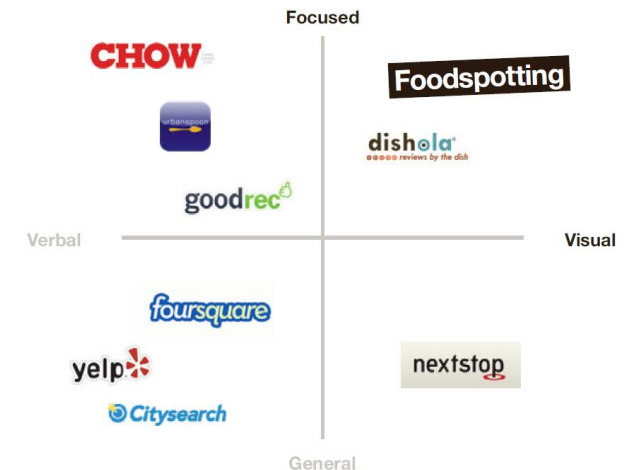 Focused
CHOW
Foodspotting
urbanspoon
dishola
reviews by the dish
goodrec
Verbal
Visual
foursquare
yelp
nextstop
Citysearch
General